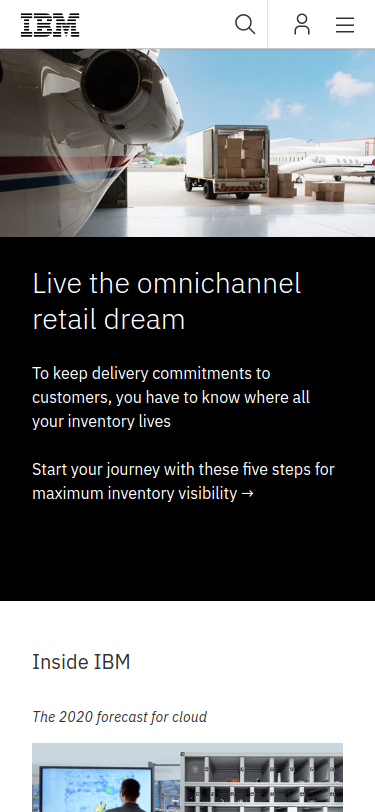 IBM
Live the omnichannel
retail dream
To keep delivery commitments to
customers, you have to know where all
your inventory lives
Start your journey with these five steps for
maximum inventory visibility →
Inside IBM
The 2020 forecast for cloud